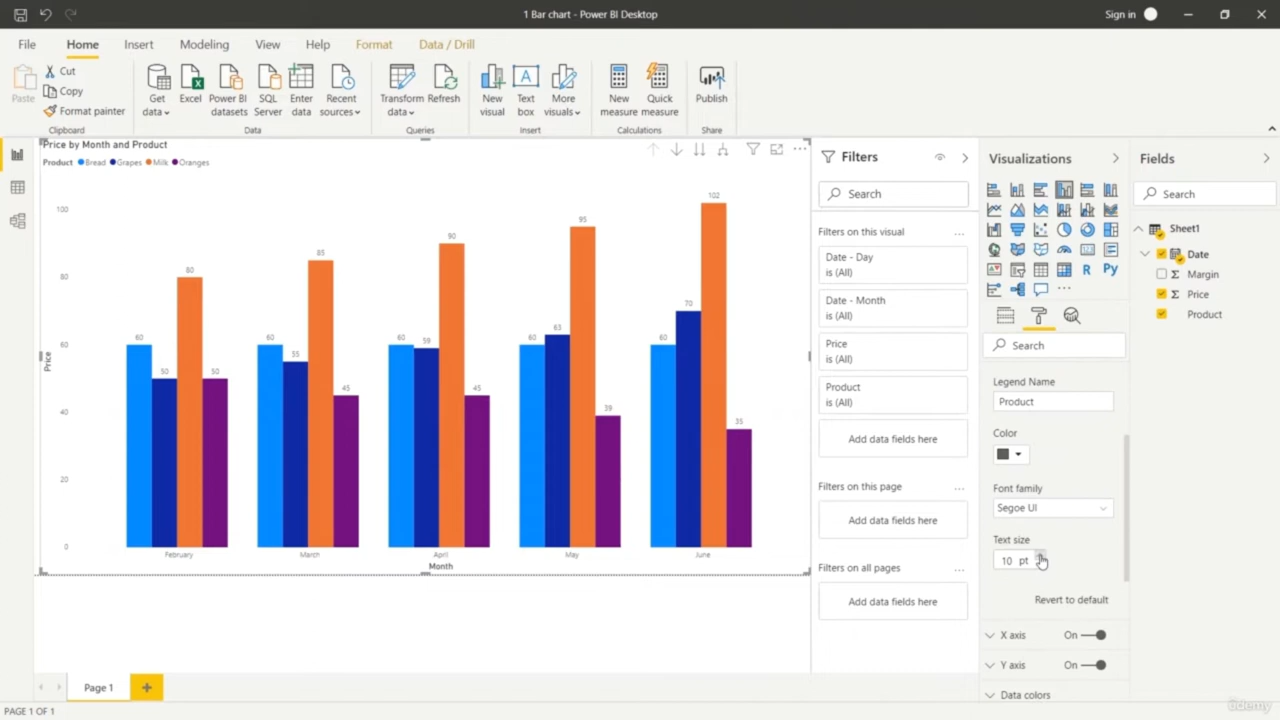 1 Bar chart - Power BI Desktop
Sign in
File Home Insert Modeling View Help Format Data / Drill
Paste
Cut
Copy
Format painter
Clipboard
Get data
Excel
Power BI datasets
SQL Server
Enter data
Recent sources
Data
Transform data
Refresh
Queries
New visual
Text box
More visuals
Insert
New measure
Quick measure
Calculations
Publish
Share
Price by Month and Product
Product Bread Grapes Milk Oranges
100
80
60
40
20
0
Price
60 50 80 50
60 55 85 45
60 59 90 45
60 63 95 39
60 70 102 35
February March April May June
Month
Filters
Search
Filters on this visual ...
Date - Day
is (All)
Date - Month
is (All)
Price
is (All)
Product
is (All)
Add data fields here
Filters on this page ...
Add data fields here
Filters on all pages ...
Add data fields here
Visualizations
R Py
Search
Legend Name
Product
Color
Font family
Segoe UI
Text size
10 pt
Revert to default
X axis On
Y axis On
Data colors
Fields
Search
Sheet1
Date
Σ Margin
Σ Price
Product
Page 1
PAGE 1 OF 1
ûdemy